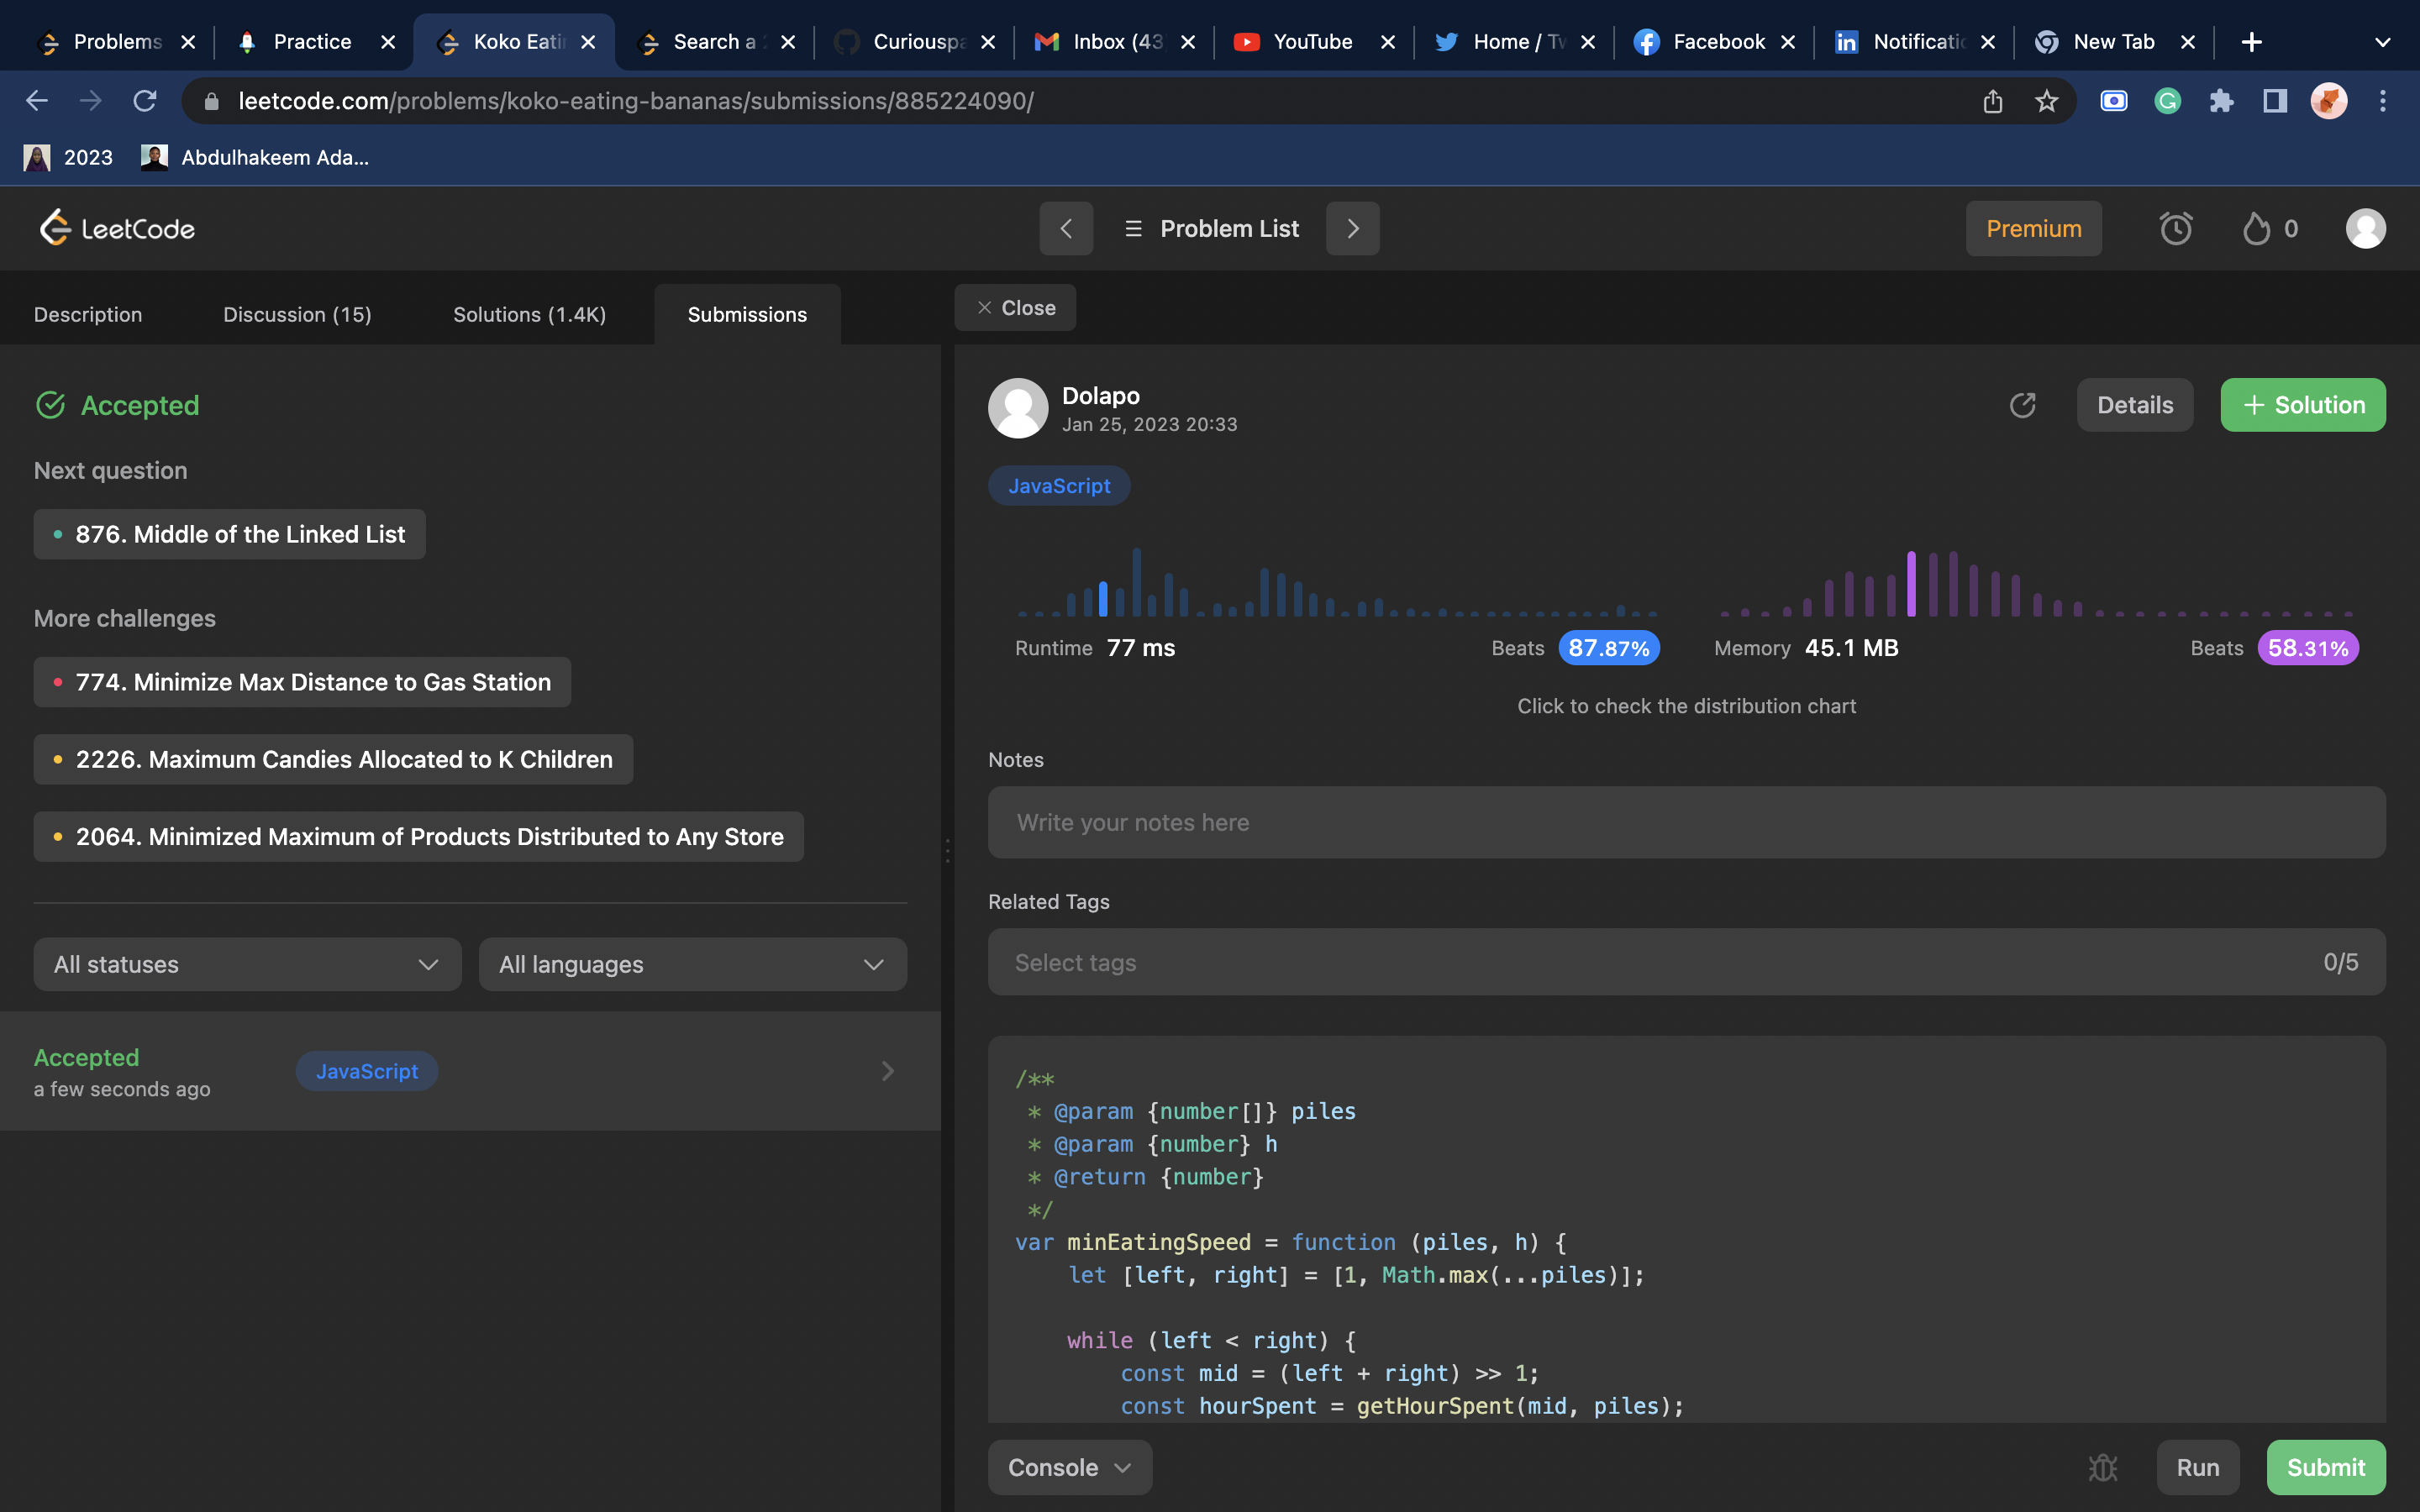 Problems
Practice
Koko Eati
Search a 2
Curiouspa
Inbox (43
YouTube
Home / Tw
Facebook
Notificatio
New Tab
leetcode.com/problems/koko-eating-bananas/submissions/885224090/
2023
Abdulhakeem Ada...
LeetCode
Problem List
Premium
0
Description
Discussion (15)
Solutions (1.4K)
Submissions
Close
Accepted
Next question
876. Middle of the Linked List
More challenges
774. Minimize Max Distance to Gas Station
2226. Maximum Candies Allocated to K Children
2064. Minimized Maximum of Products Distributed to Any Store
All statuses
All languages
Accepted
a few seconds ago
JavaScript
Dolapo
Jan 25, 2023 20:33
Details
+ Solution
JavaScript
Runtime 77 ms
Beats 87.87%
Memory 45.1 MB
Beats 58.31%
Click to check the distribution chart
Notes
Write your notes here
Related Tags
Select tags
0/5
/**
 * @param {number[]} piles
 * @param {number} h
 * @return {number}
 */
var minEatingSpeed = function (piles, h) {
    let [left, right] = [1, Math.max(...piles)];
    while (left < right) {
        const mid = (left + right) >> 1;
        const hourSpent = getHourSpent(mid, piles);
Console
Run
Submit